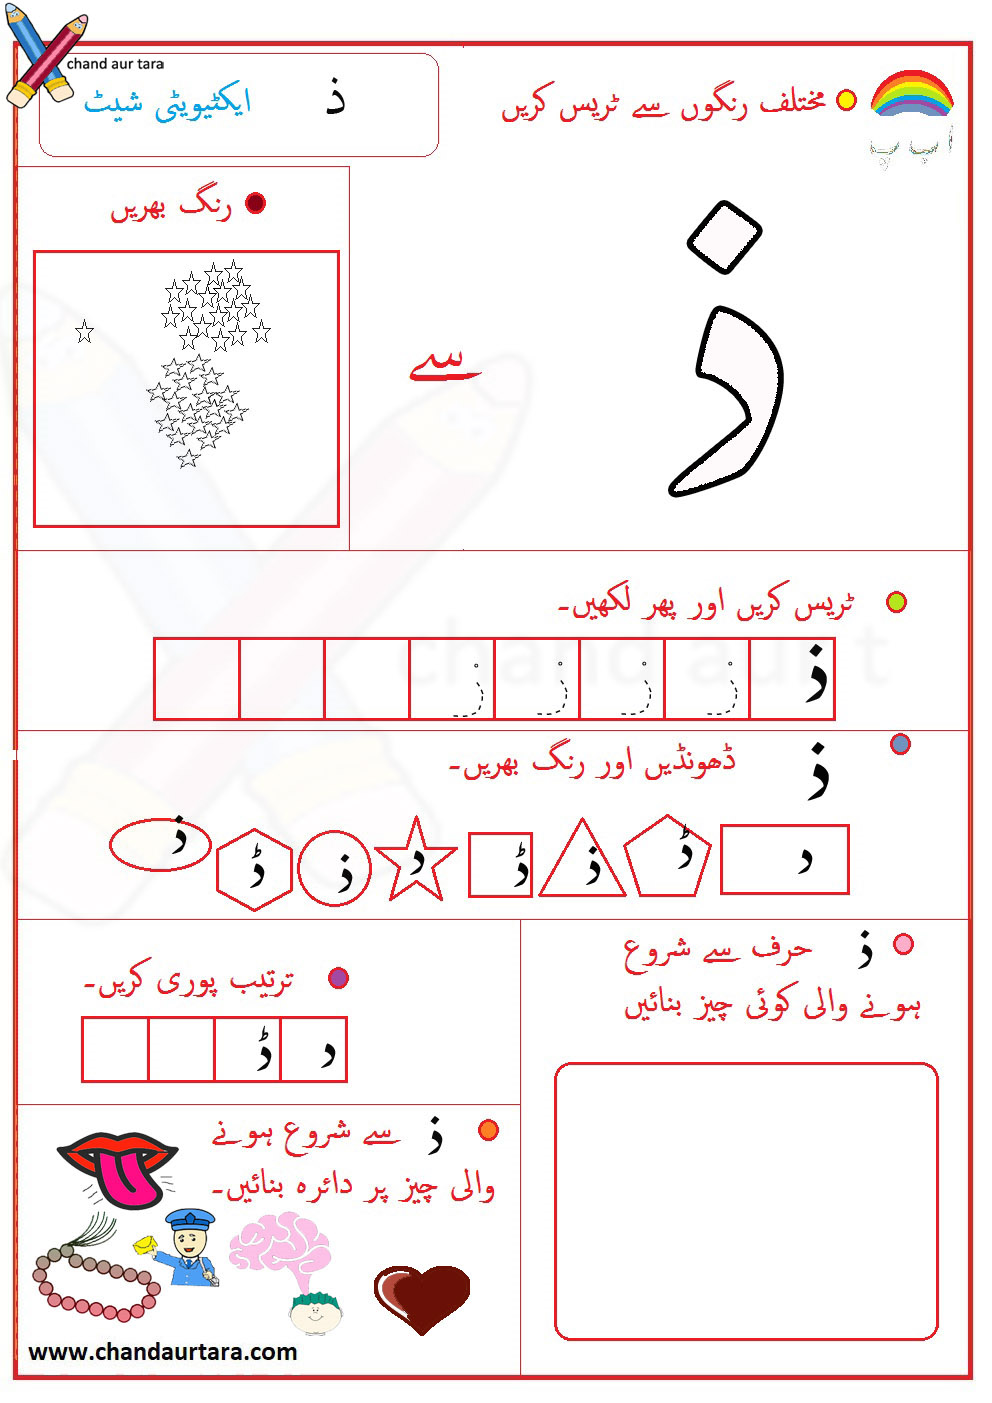 chand aur tara
ذ ایکٹیویٹی شیٹ
مختلف رنگوں سے ٹریس کریں
ا پ پ
رنگ بھریں
ذ سے
ٹریس کریں اور پھر لکھیں۔
ذ ذ ذ ذ ذ
ذ ڈھونڈیں اور رنگ بھریں۔
د ڈ ذ ڈ د ذ ڈ ذ
ذ حرف سے شروع
ہونے والی کوئی چیز بنائیں
ترتیب پوری کریں۔
د ڈ
ذ سے شروع ہونے
والی چیز پر دائرہ بنائیں۔
www.chandaurtara.com
chand aur t